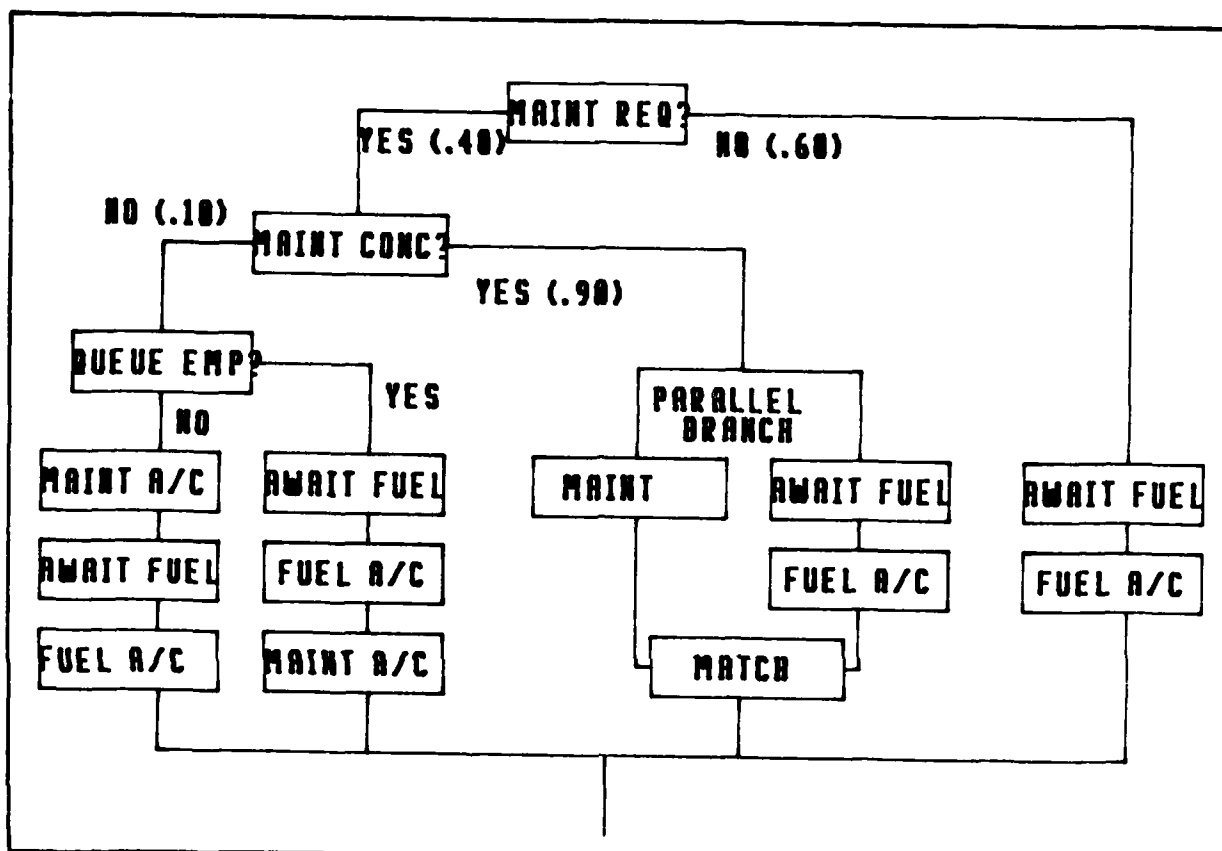 MAINT REQ?
YES (.40)
NO (.60)
NO (.10)
MAINT CONC?
YES (.90)
QUEUE EMP?
YES
NO
PARALLEL
BRANCH
MAINT A/C
AWAIT FUEL
MAINT
AWAIT FUEL
AWAIT FUEL
AWAIT FUEL
FUEL A/C
FUEL A/C
FUEL A/C
FUEL A/C
MAINT A/C
MATCH